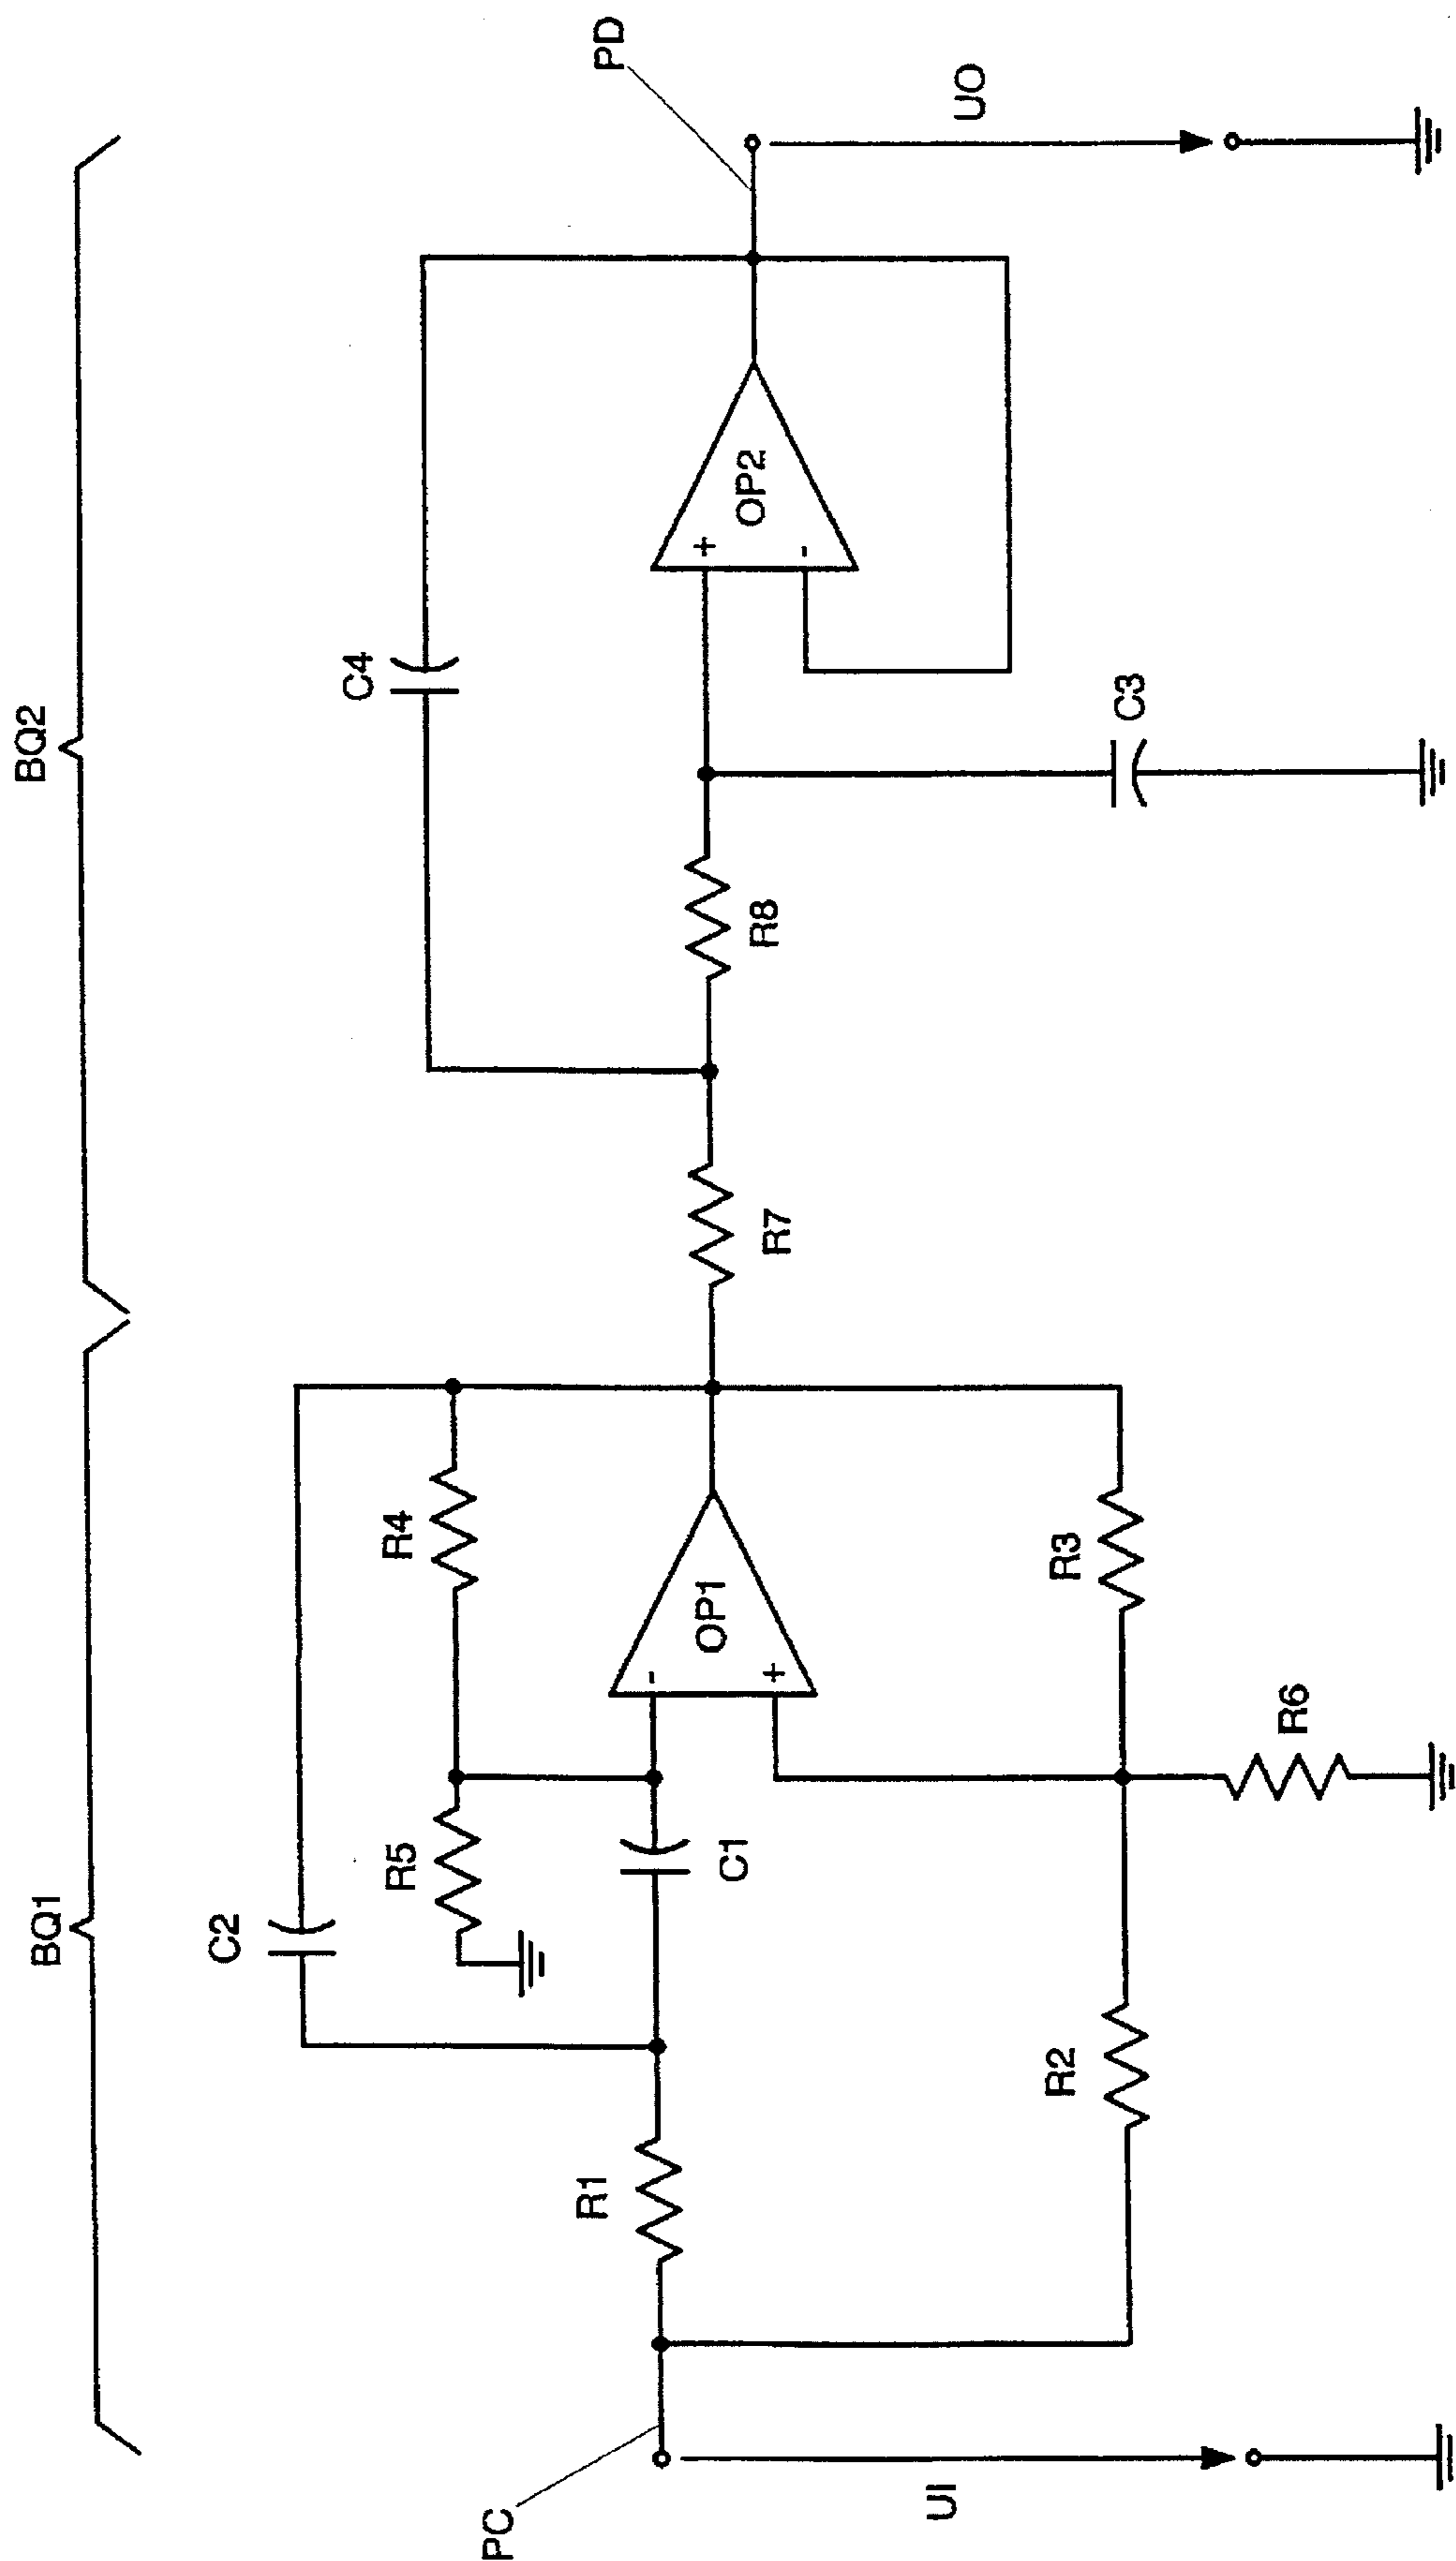 BQ1
BQ2
C2
R5
R4
C4
PC
R1
C1
-
+
OP1
R7
R8
+
-
OP2
PD
UI
R2
R6
R3
C3
UO